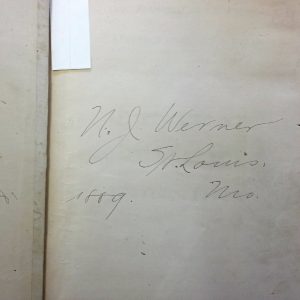 N. J. Werner
St. Louis.
1889. Mo.